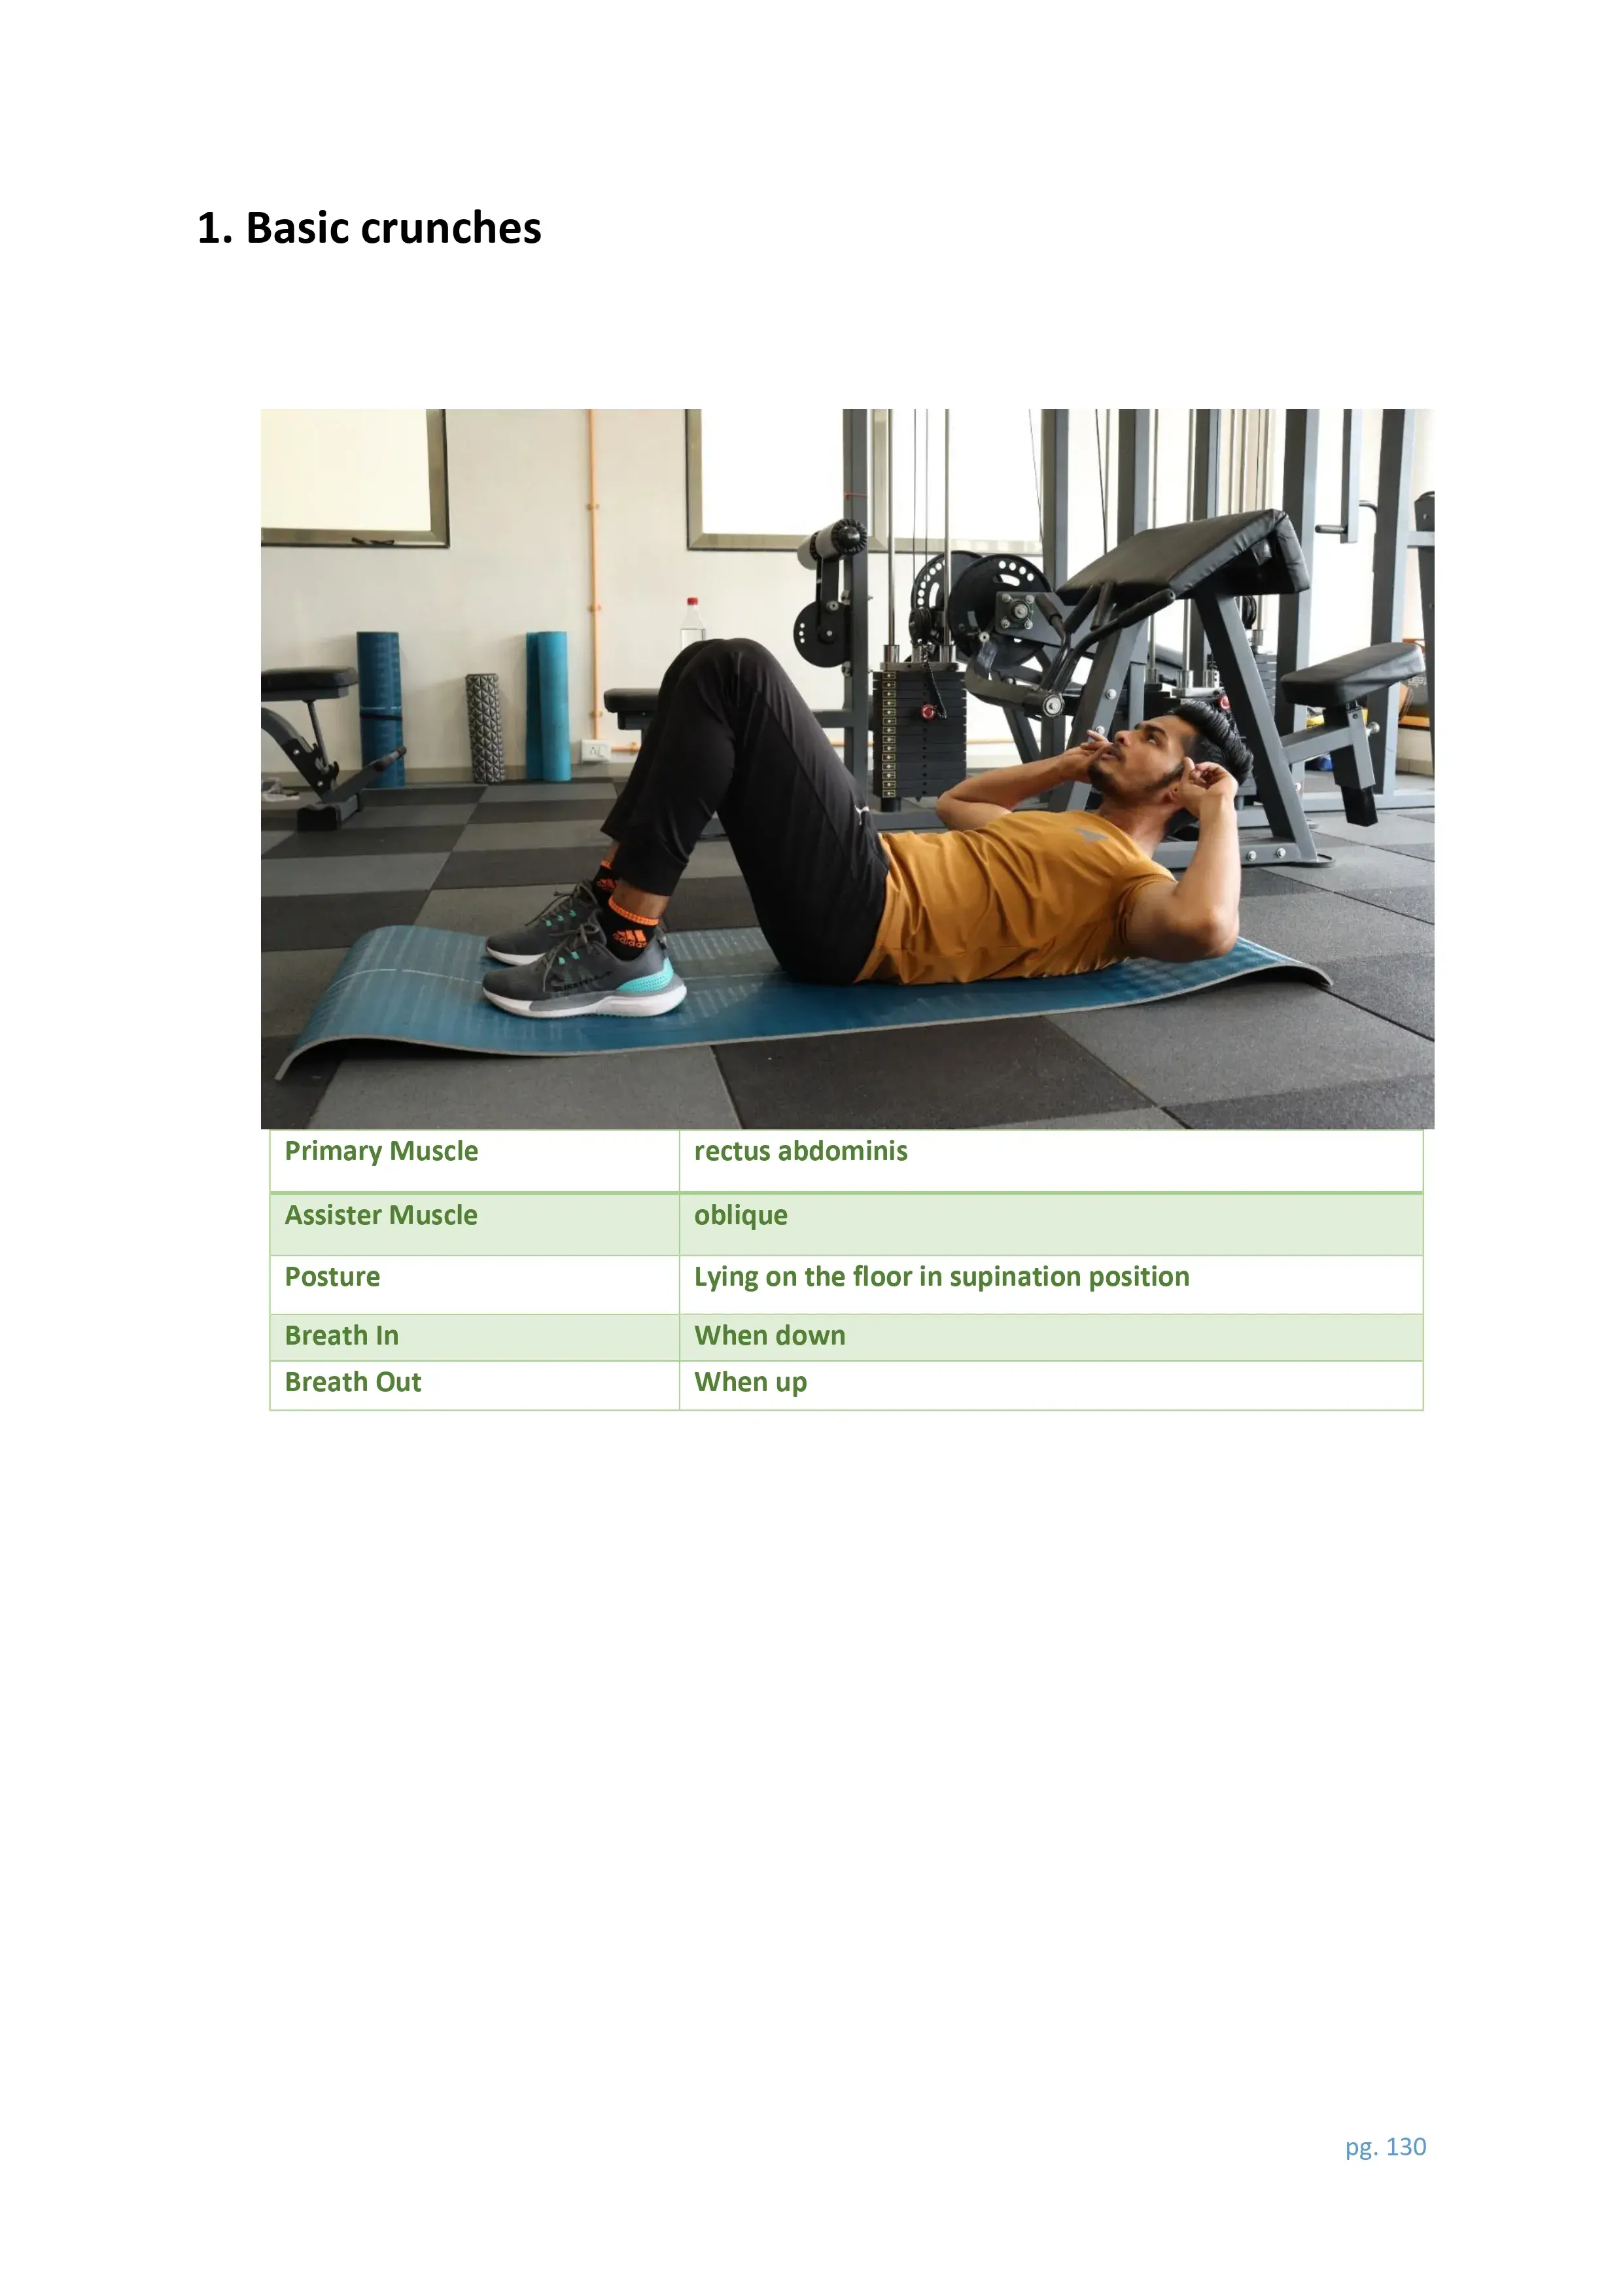 1. Basic crunches
adidas
Primary Muscle rectus abdominis
Assister Muscle oblique
Posture Lying on the floor in supination position
Breath In When down
Breath Out When up
pg. 130